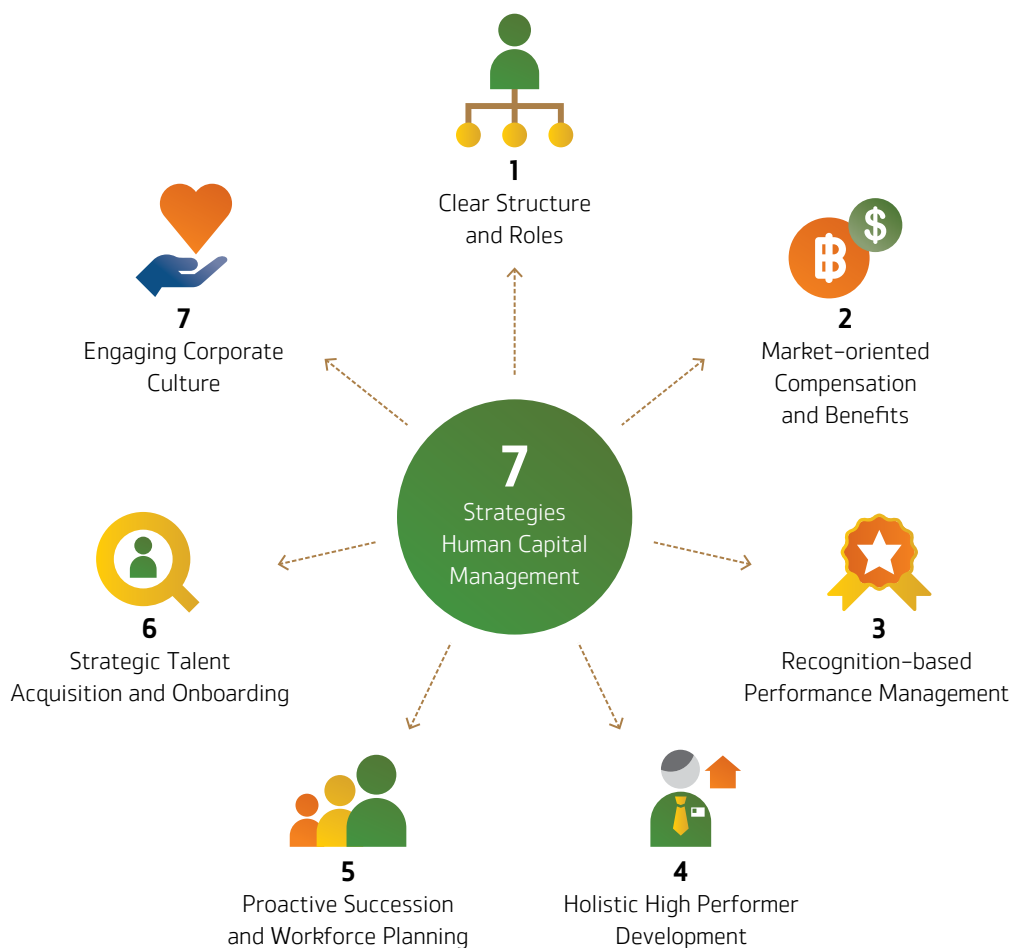 1
Clear Structure
and Roles
฿
$
2
Market-oriented
Compensation
and Benefits
3
Recognition-based
Performance Management
4
Holistic High Performer
Development
5
Proactive Succession
and Workforce Planning
6
Strategic Talent
Acquisition and Onboarding
7
Engaging Corporate
Culture
7
Strategies
Human Capital
Management